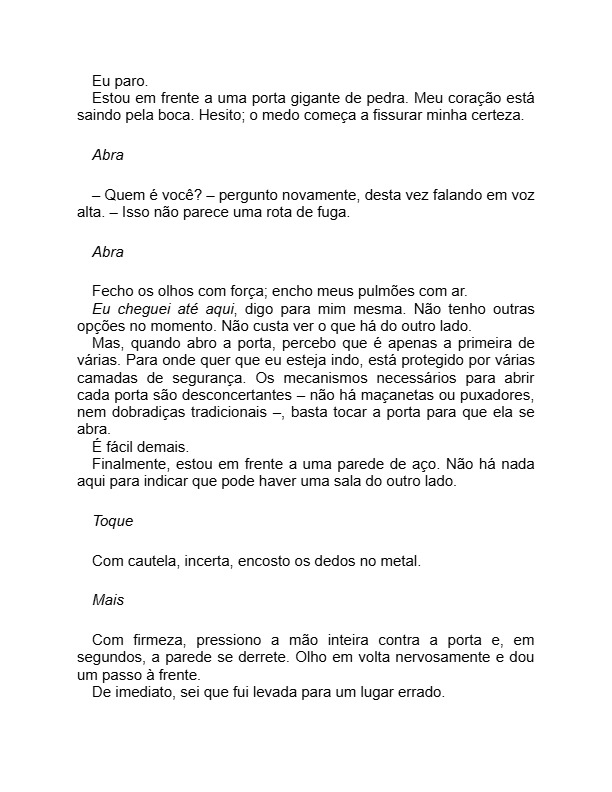 Eu paro.
Estou em frente a uma porta gigante de pedra. Meu coração está
saindo pela boca. Hesito; o medo começa a fissurar minha certeza.
Abra
– Quem é você? – pergunto novamente, desta vez falando em voz
alta. – Isso não parece uma rota de fuga.
Abra
Fecho os olhos com força; encho meus pulmões com ar.
Eu cheguei até aqui, digo para mim mesma. Não tenho outras
opções no momento. Não custa ver o que há do outro lado.
Mas, quando abro a porta, percebo que é apenas a primeira de
várias. Para onde quer que eu esteja indo, está protegido por várias
camadas de segurança. Os mecanismos necessários para abrir
cada porta são desconcertantes – não há maçanetas ou puxadores,
nem dobradiças tradicionais –, basta tocar a porta para que ela se
abra.
É fácil demais.
Finalmente, estou em frente a uma parede de aço. Não há nada
aqui para indicar que pode haver uma sala do outro lado.
Toque
Com cautela, incerta, encosto os dedos no metal.
Mais
Com firmeza, pressiono a mão inteira contra a porta e, em
segundos, a parede se derrete. Olho em volta nervosamente e dou
um passo à frente.
De imediato, sei que fui levada para um lugar errado.